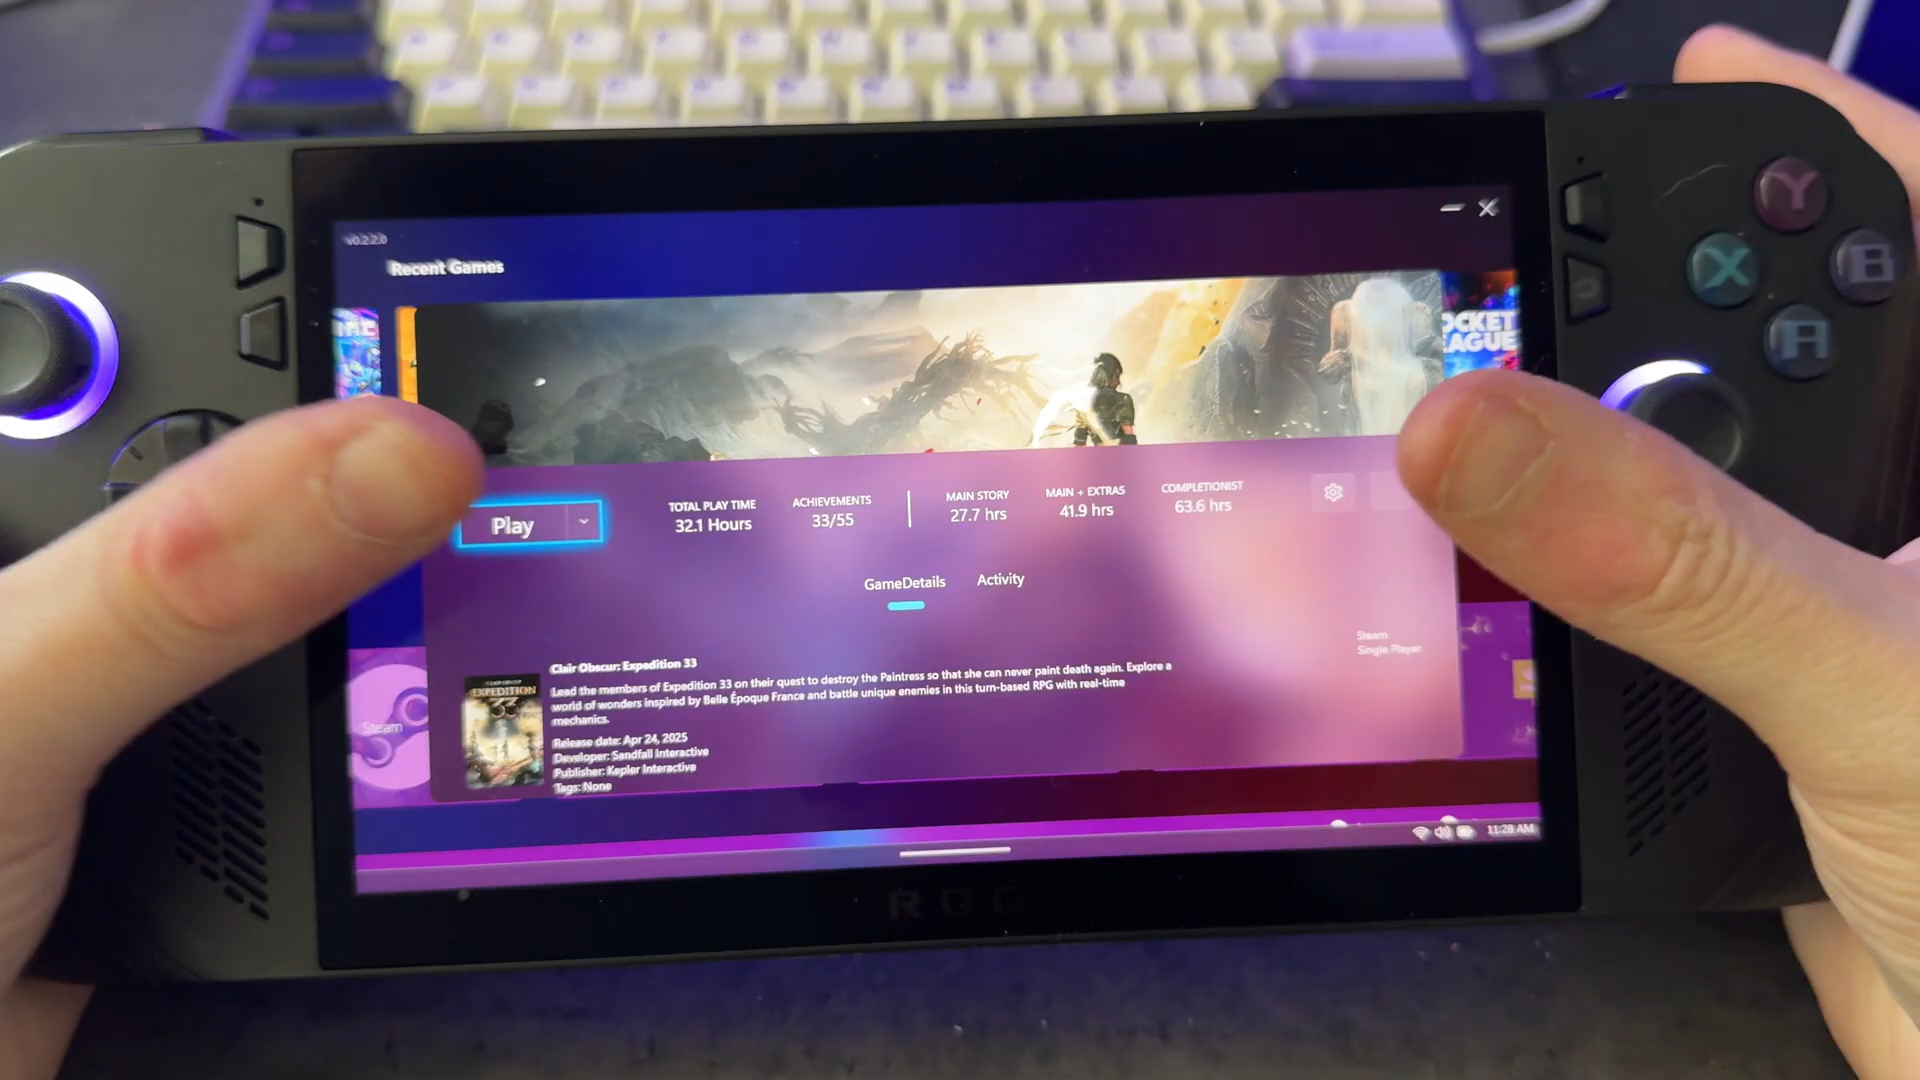 v0.2.2.0
Recent Games
OCKET
EAGUE
Y
X
B
A
Play
TOTAL PLAY TIME
32.1 Hours
ACHIEVEMENTS
33/55
MAIN STORY
27.7 hrs
MAIN + EXTRAS
41.9 hrs
COMPLETIONIST
63.6 hrs
GameDetails
Activity
Steam
Single Player
EXPEDITION
33
Clair Obscur: Expedition 33
Lead the members of Expedition 33 on their quest to destroy the Paintress so that she can never paint death again. Explore a
world of wonders inspired by Belle Époque France and battle unique enemies in this turn-based RPG with real-time
mechanics.
Release date: Apr 24, 2025
Developer: Sandfall Interactive
Publisher: Kepler Interactive
Tags: None
Steam
11:28 AM
ROG